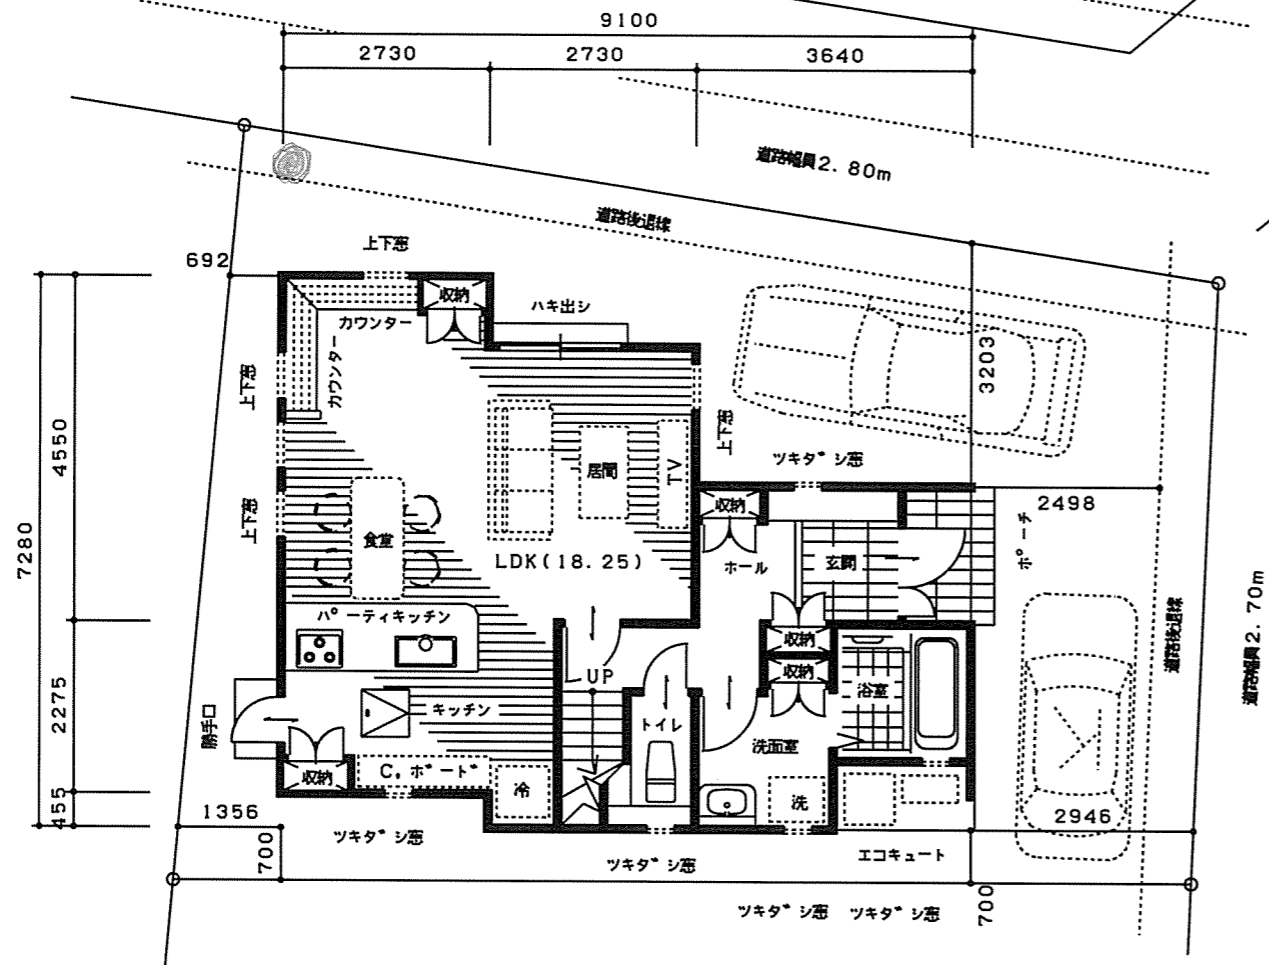 9100
2730
2730
3640
道路幅員2.80m
道路後退線
上下窓
692
収納
ハキ出シ
カウンター
カウンター
上下窓
3203
4550
上下窓
ツキダシ窓
居間
TV
収納
2498
ポーチ
上下窓
食堂
LDK(18.25)
ホール
玄関
7280
パーティキッチン
収納
道路後退線
道路幅員2.70m
UP
収納
浴室
2275
勝手口
キッチン
トイレ
洗面室
収納
C.ボード
冷
洗
455
1356
2946
700
ツキダシ窓
ツキダシ窓
エコキュート
700
ツキダシ窓
ツキダシ窓